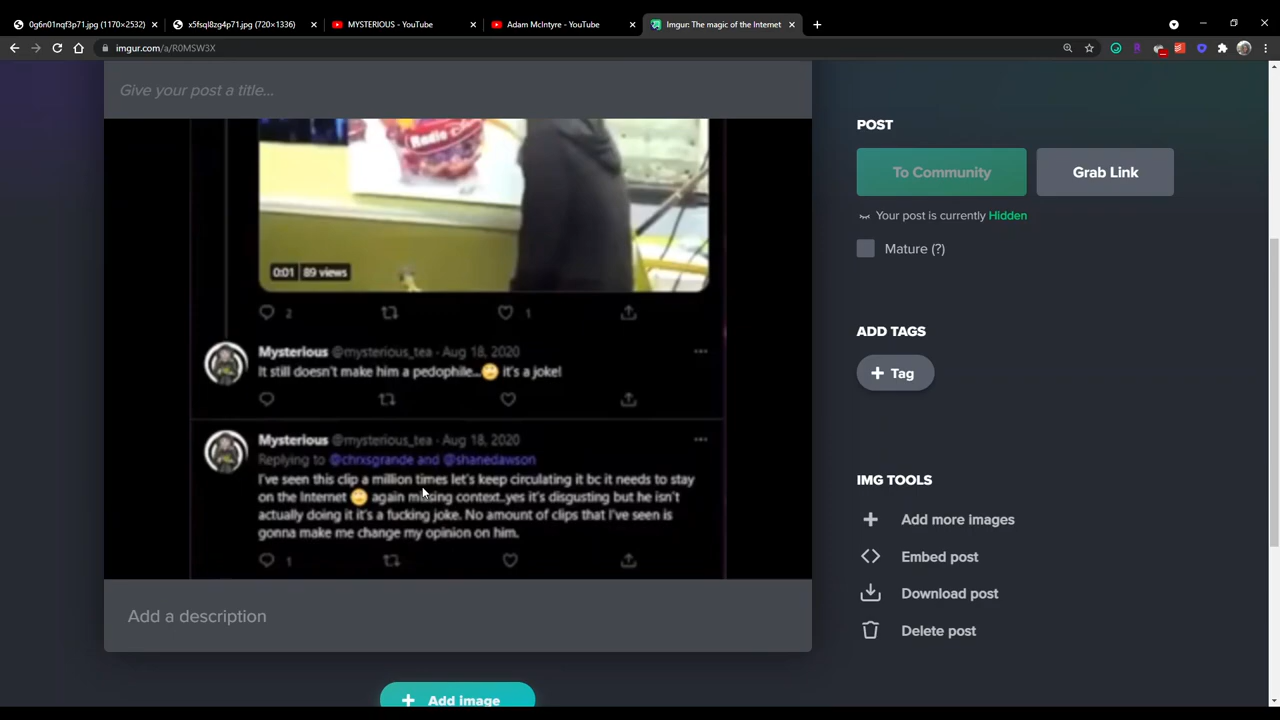 0g6n01nqf3p71.jpg (1170×2532)
x5fsql8zg4p71.jpg (720×1336)
MYSTERIOUS - YouTube
Adam McIntyre - YouTube
Imgur: The magic of the Internet
imgur.com/a/R0MSW3X
Give your post a title...
Radio
0:01 89 views
2
1
Mysterious @mysterious_tea · Aug 18, 2020
It still doesn't make him a pedophile...🙄 it's a joke!
Mysterious @mysterious_tea · Aug 18, 2020
Replying to @chrxsgrande and @shanedawson
I've seen this clip a million times let's keep circulating it bc it needs to stay
on the Internet 🙄 again missing context..yes it's disgusting but he isn't
actually doing it it's a fucking joke. No amount of clips that I've seen is
gonna make me change my opinion on him.
1
Add a description
+ Add image
POST
To Community
Grab Link
Your post is currently Hidden
Mature (?)
ADD TAGS
+ Tag
IMG TOOLS
Add more images
Embed post
Download post
Delete post